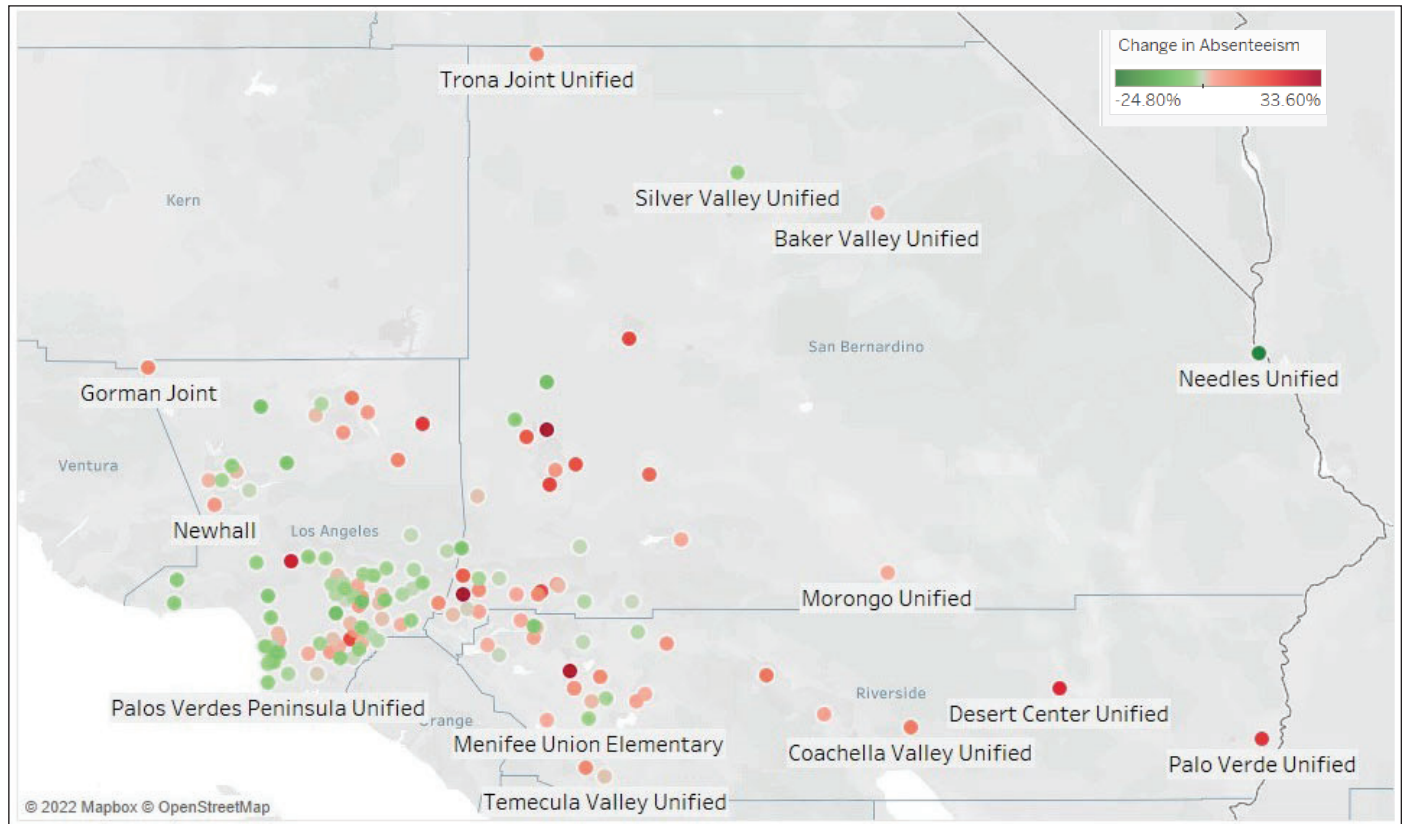 Change in Absenteeism
-24.80% 33.60%
Trona Joint Unified
Kern
Silver Valley Unified
Baker Valley Unified
San Bernardino
Needles Unified
Gorman Joint
Ventura
Newhall
Los Angeles
Morongo Unified
Riverside
Palos Verdes Peninsula Unified
Orange
Desert Center Unified
Menifee Union Elementary
Coachella Valley Unified
Palo Verde Unified
Temecula Valley Unified
© 2022 Mapbox © OpenStreetMap